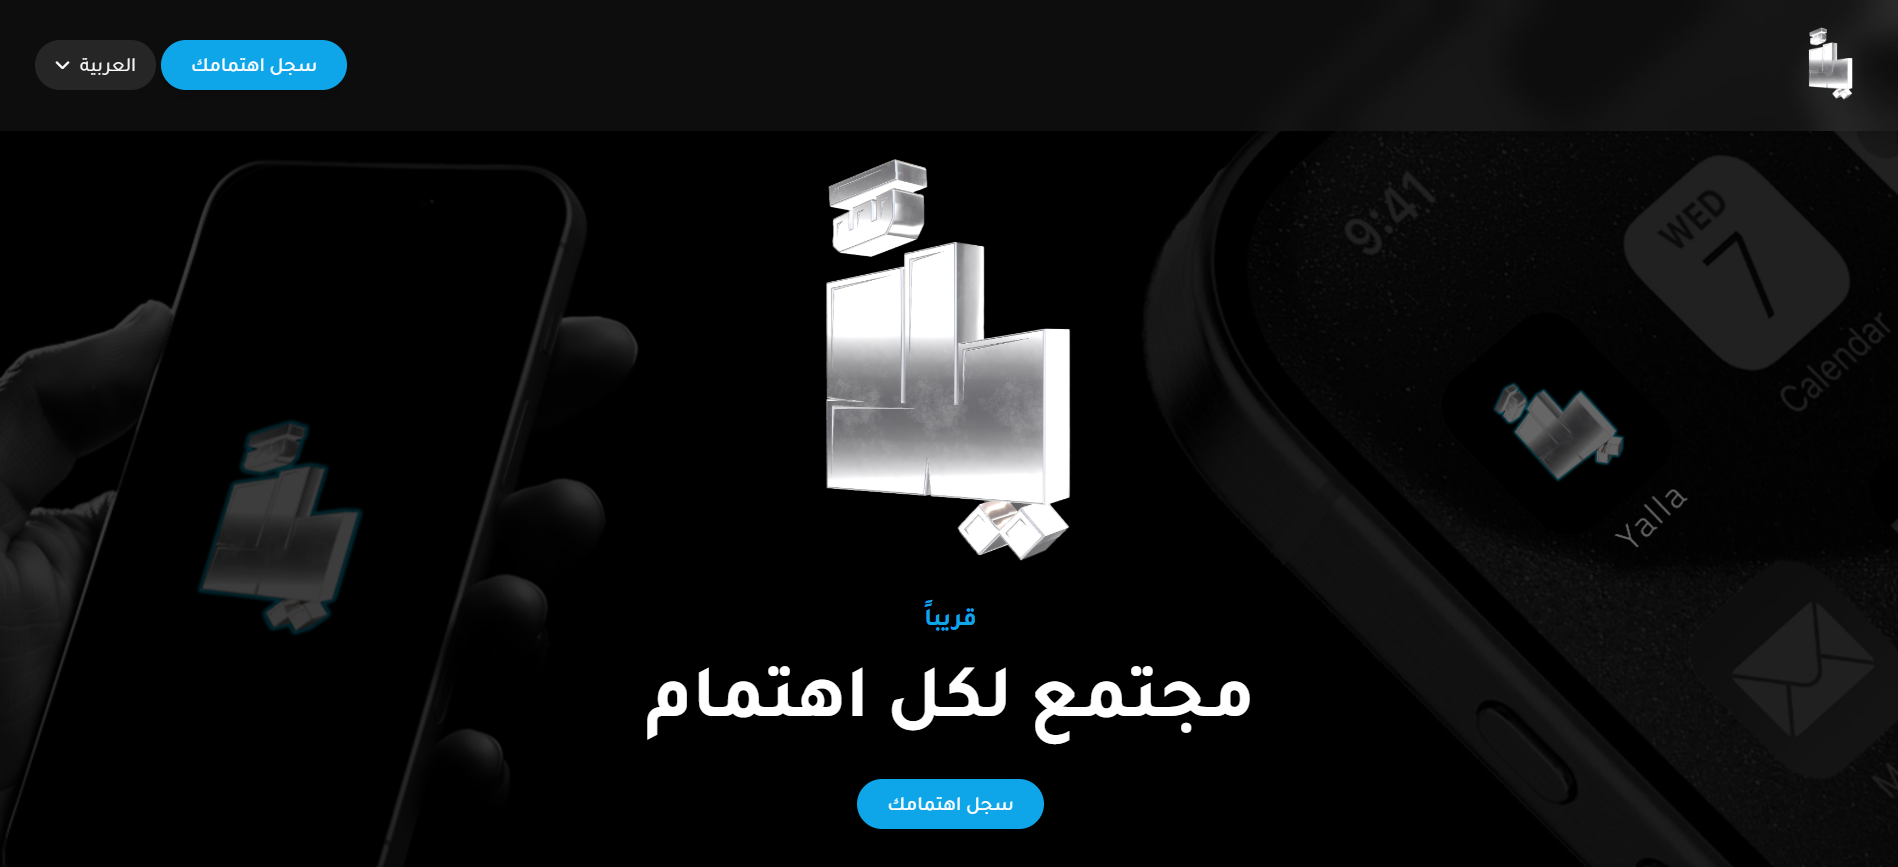 سجل اهتمامك
العربية
9:41
WED
7
Calendar
Yalla
قريباً
مجتمع لكل اهتمام
سجل اهتمامك